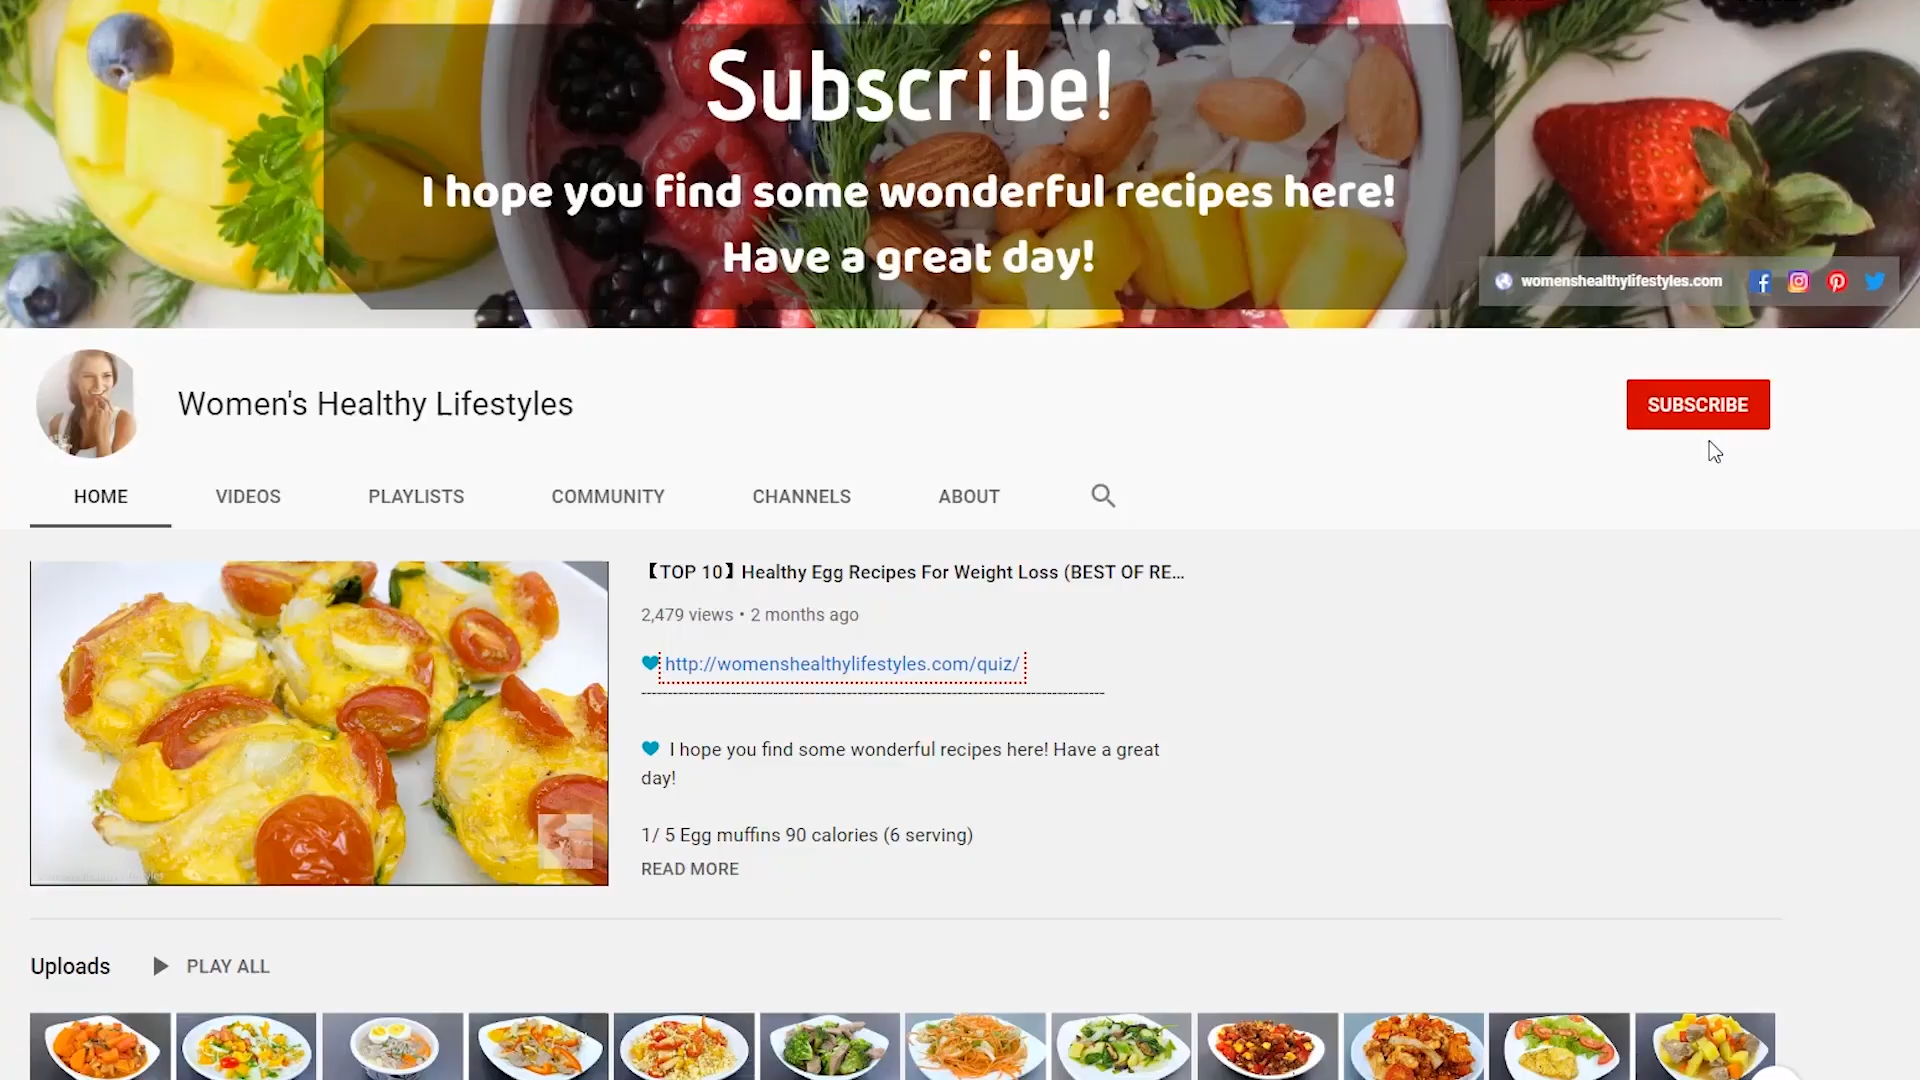 Subscribe!
I hope you find some wonderful recipes here!
Have a great day!
womenshealthylifestyles.com
Women's Healthy Lifestyles
SUBSCRIBE
HOME VIDEOS PLAYLISTS COMMUNITY CHANNELS ABOUT
【TOP 10】Healthy Egg Recipes For Weight Loss (BEST OF RE...
2,479 views • 2 months ago
http://womenshealthylifestyles.com/quiz/
I hope you find some wonderful recipes here! Have a great
day!
1/ 5 Egg muffins 90 calories (6 serving)
READ MORE
Uploads PLAY ALL